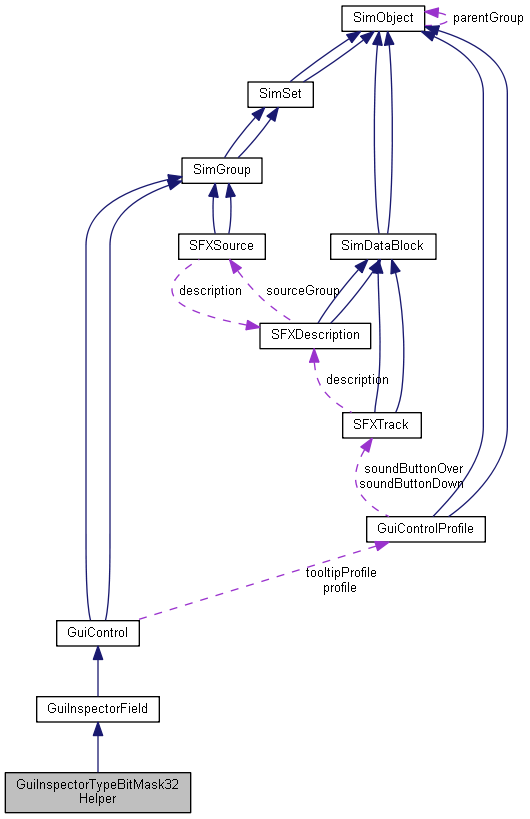 SimObject
parentGroup
SimSet
SimGroup
SFXSource
SimDataBlock
description
sourceGroup
SFXDescription
description
SFXTrack
soundButtonOver
soundButtonDown
GuiControlProfile
tooltipProfile
profile
GuiControl
GuiInspectorField
GuiInspectorTypeBitMask32
Helper